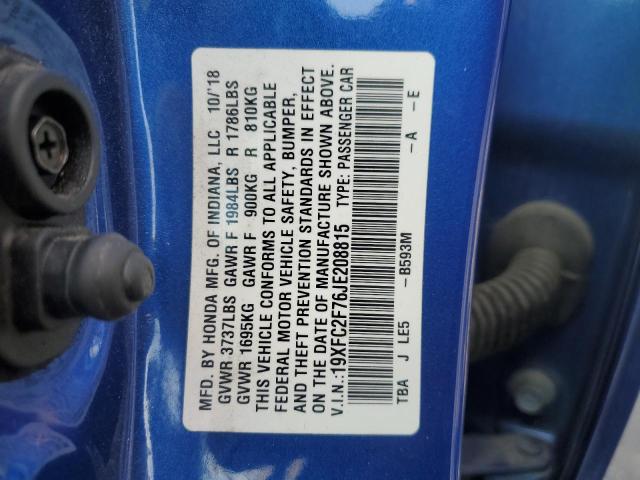 MFD. BY HONDA MFG. OF INDIANA, LLC 10/'18
GVWR 3737LBS GAWR F 1984LBS R 1786LBS
GVWR 1695KG GAWR F 900KG R 810KG
THIS VEHICLE CONFORMS TO ALL APPLICABLE
FEDERAL MOTOR VEHICLE SAFETY, BUMPER,
AND THEFT PREVENTION STANDARDS IN EFFECT
ON THE DATE OF MANUFACTURE SHOWN ABOVE.
V.I.N.:19XFC2F76JE208815 TYPE: PASSENGER CAR
TBA J LE5 -B593M -A -E